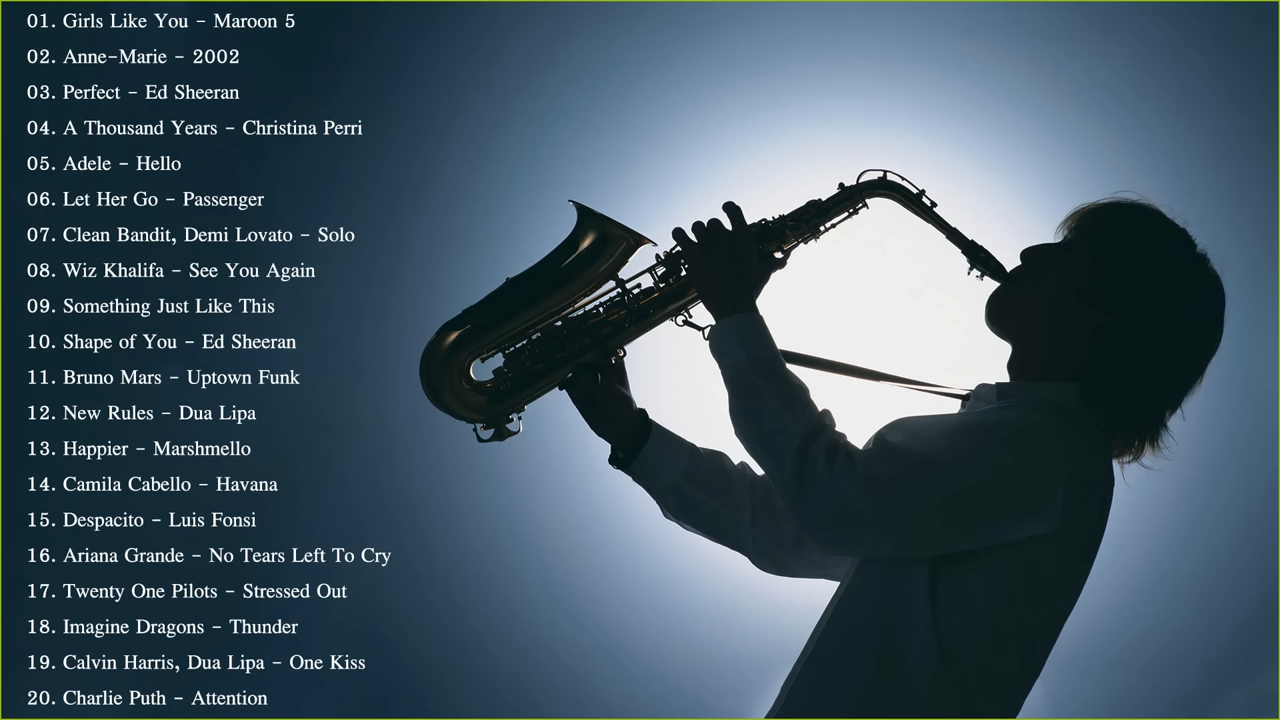 01. Girls Like You - Maroon 5
02. Anne-Marie - 2002
03. Perfect - Ed Sheeran
04. A Thousand Years - Christina Perri
05. Adele - Hello
06. Let Her Go - Passenger
07. Clean Bandit, Demi Lovato - Solo
08. Wiz Khalifa - See You Again
09. Something Just Like This
10. Shape of You - Ed Sheeran
11. Bruno Mars - Uptown Funk
12. New Rules - Dua Lipa
13. Happier - Marshmello
14. Camila Cabello - Havana
15. Despacito - Luis Fonsi
16. Ariana Grande - No Tears Left To Cry
17. Twenty One Pilots - Stressed Out
18. Imagine Dragons - Thunder
19. Calvin Harris, Dua Lipa - One Kiss
20. Charlie Puth - Attention